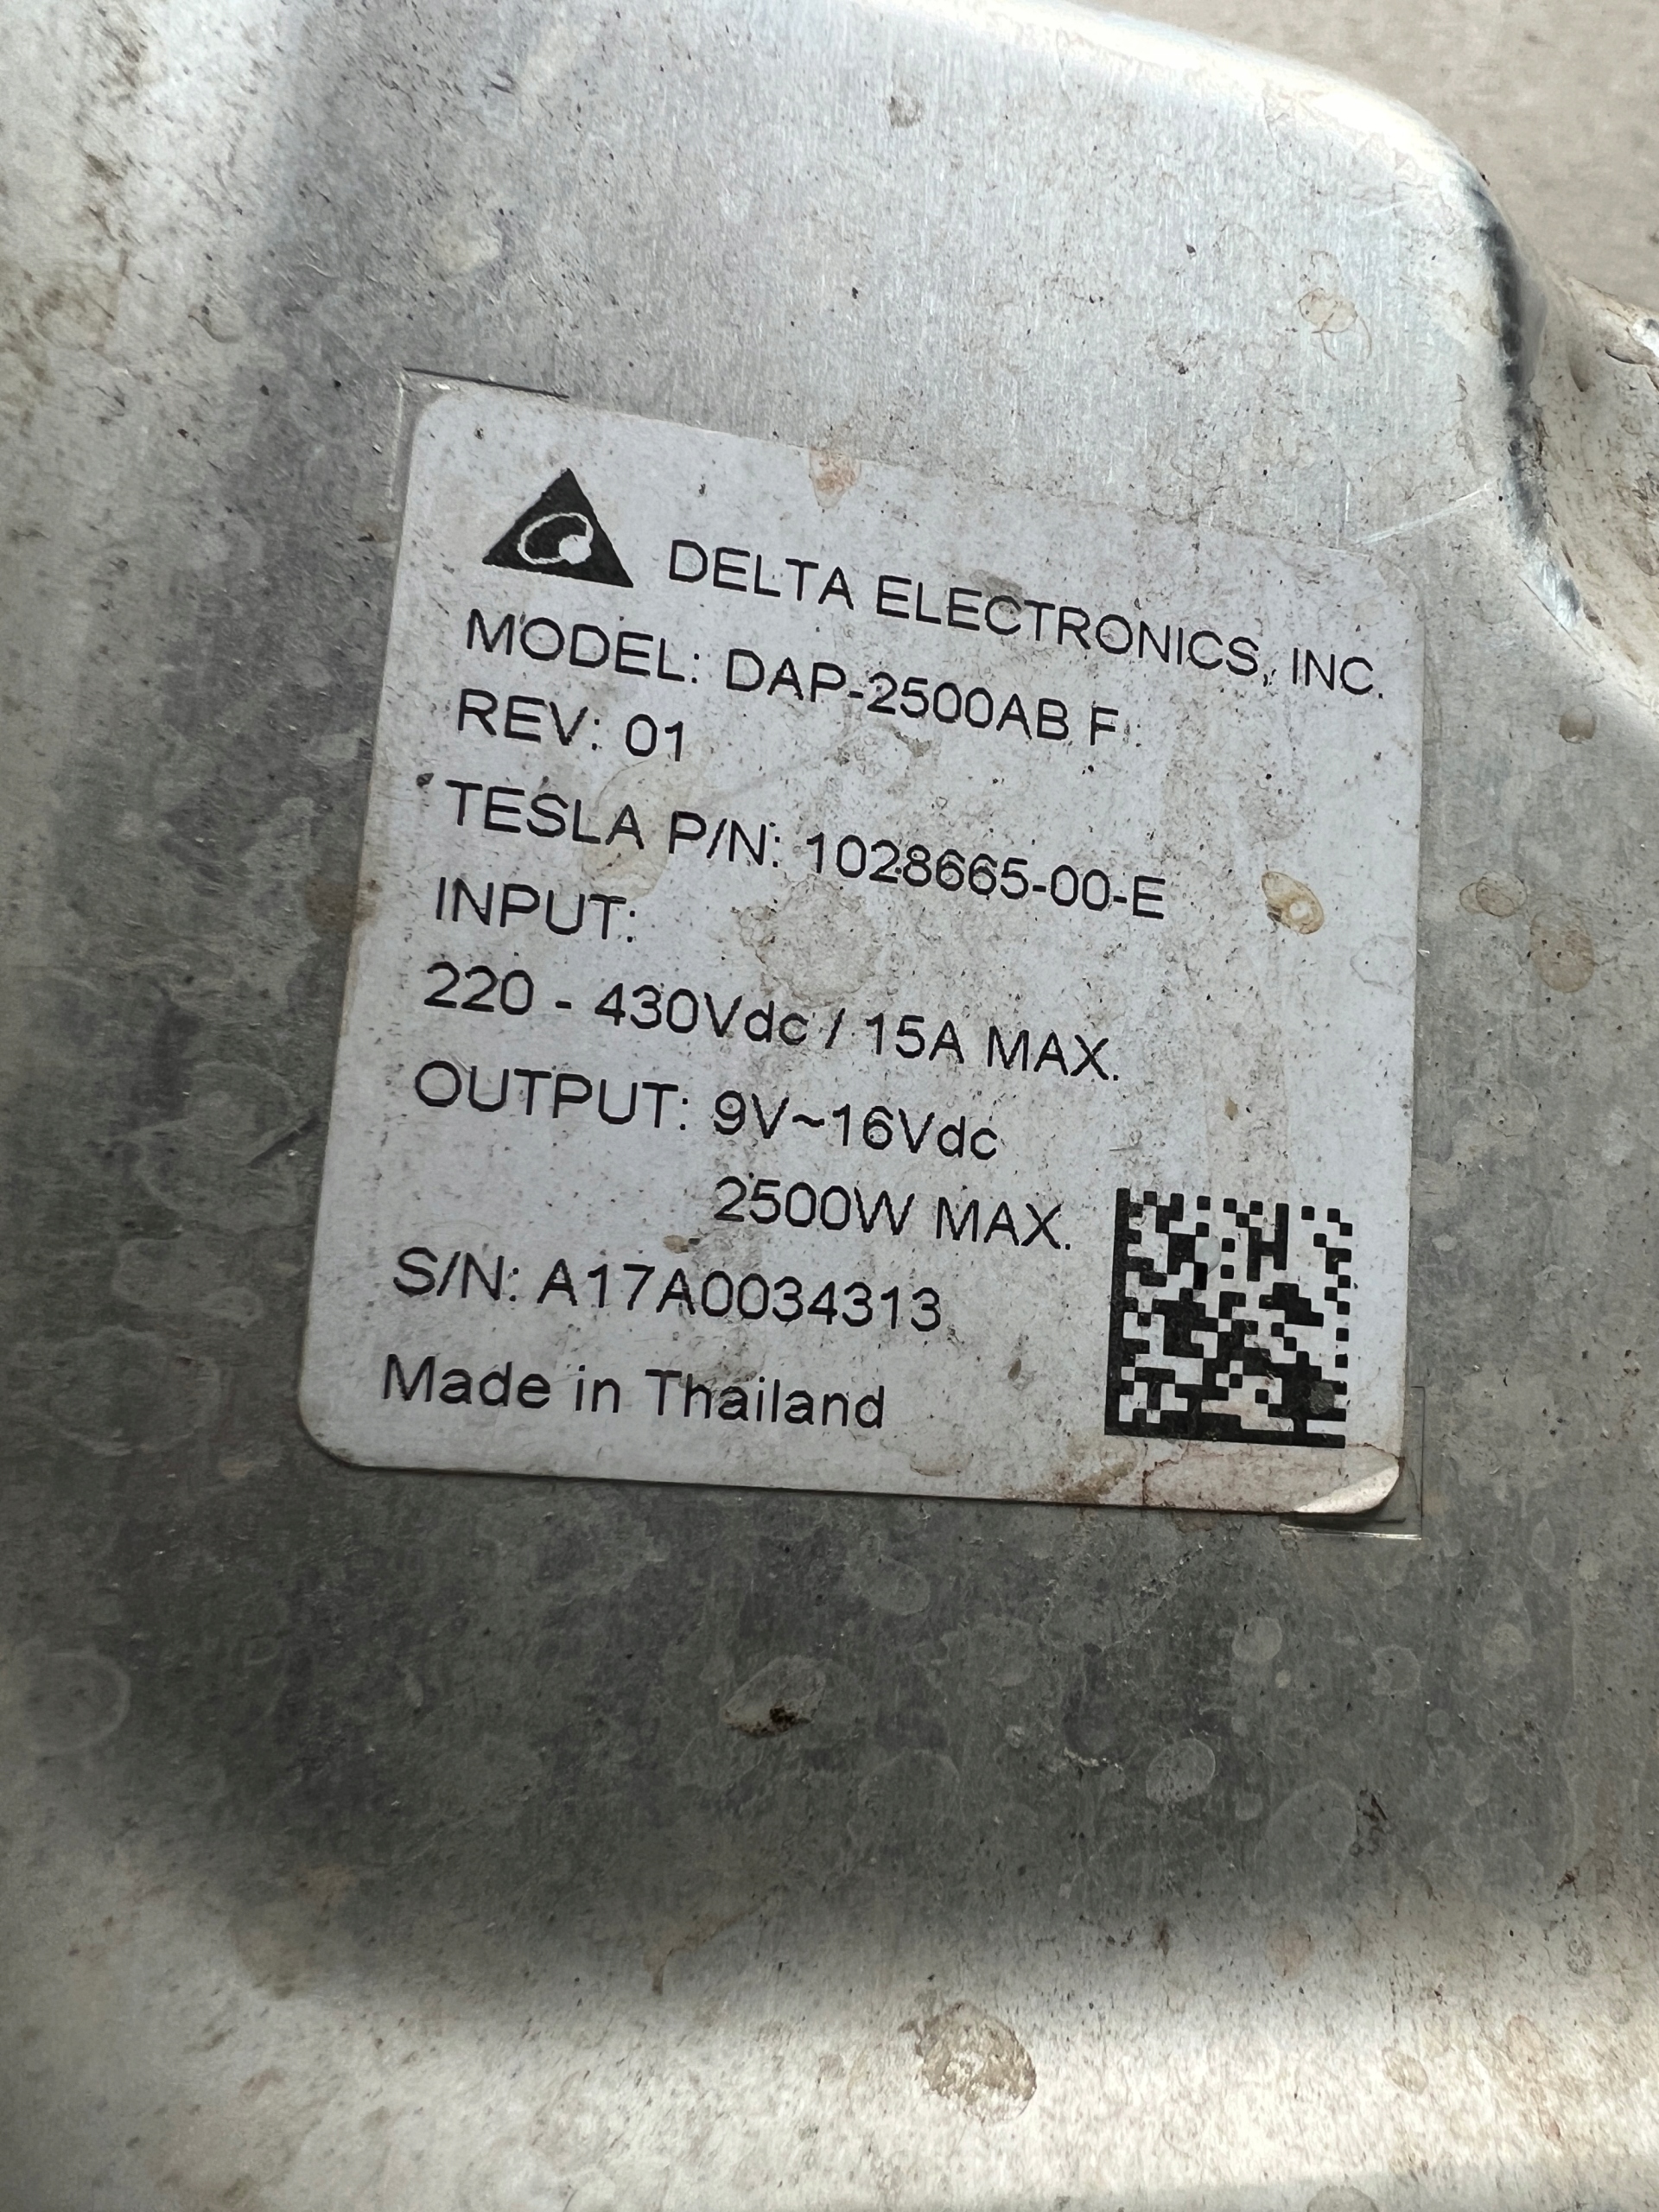 DELTA ELECTRONICS, INC.
MODEL: DAP-2500AB F
REV: 01
TESLA P/N: 1028665-00-E
INPUT:
220 - 430Vdc / 15A MAX.
OUTPUT: 9V~16Vdc
2500W MAX.
S/N: A17A0034313
Made in Thailand